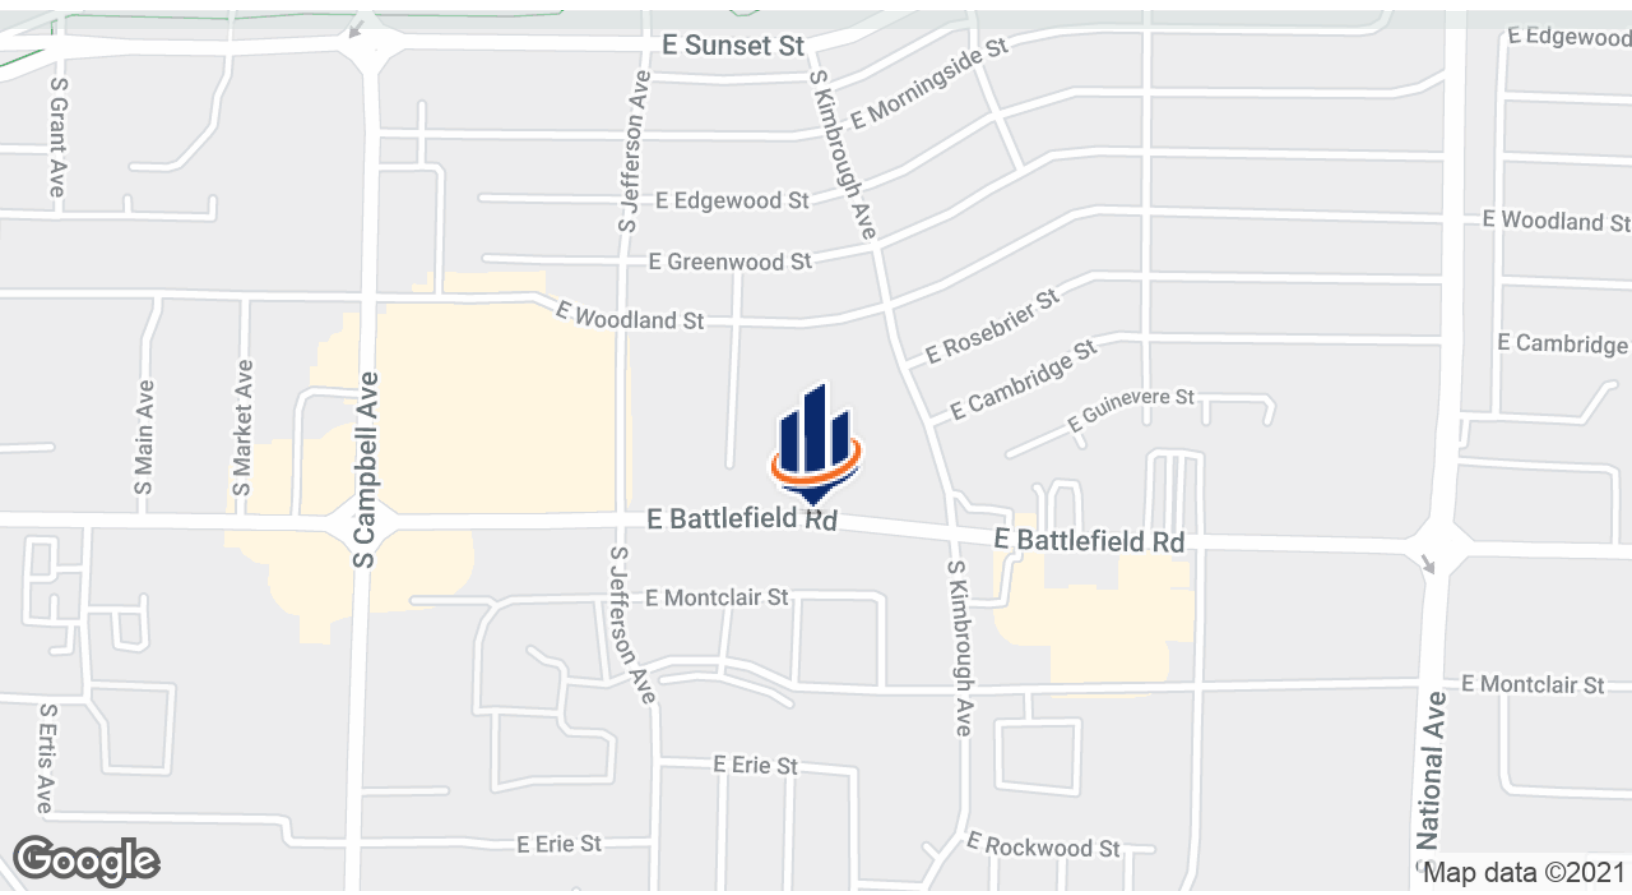 E Sunset St
E Edgewood
E Morningside St
S Grant Ave
S Jefferson Ave
S Kimbrough Ave
E Edgewood St
E Woodland St
E Greenwood St
E Woodland St
E Rosebrier St
E Cambridge St
E Cambridge
E Guinevere St
S Main Ave
S Market Ave
S Campbell Ave
E Battlefield Rd
E Battlefield Rd
S Jefferson Ave
E Montclair St
S Kimbrough Ave
E Montclair St
S Ertis Ave
S National Ave
E Erie St
E Erie St
E Rockwood St
Google
Map data ©2021